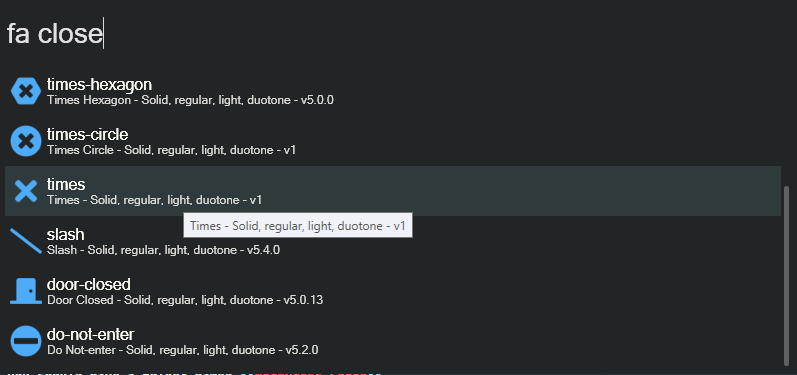 fa close
times-hexagon
Times Hexagon - Solid, regular, light, duotone - v5.0.0
times-circle
Times Circle - Solid, regular, light, duotone - v1
times
Times - Solid, regular, light, duotone - v1
Times - Solid, regular, light, duotone - v1
slash
Slash - Solid, regular, light, duotone - v5.4.0
door-closed
Door Closed - Solid, regular, light, duotone - v5.0.13
do-not-enter
Do Not-enter - Solid, regular, light, duotone - v5.2.0